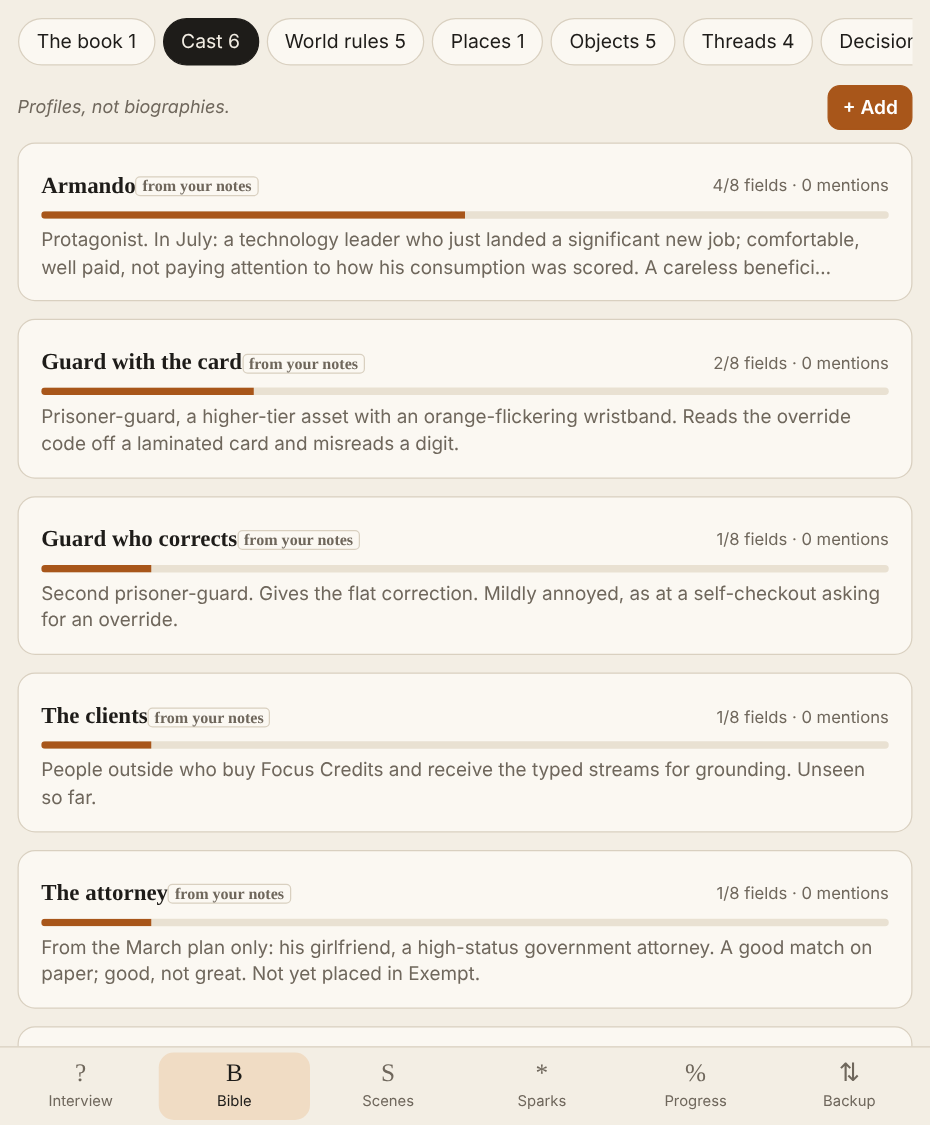 The book 1 Cast 6 World rules 5 Places 1 Objects 5 Threads 4 Decision
Profiles, not biographies.
+ Add
Armando from your notes 4/8 fields · 0 mentions
Protagonist. In July: a technology leader who just landed a significant new job; comfortable,
well paid, not paying attention to how his consumption was scored. A careless benefici...
Guard with the card from your notes 2/8 fields · 0 mentions
Prisoner-guard, a higher-tier asset with an orange-flickering wristband. Reads the override
code off a laminated card and misreads a digit.
Guard who corrects from your notes 1/8 fields · 0 mentions
Second prisoner-guard. Gives the flat correction. Mildly annoyed, as at a self-checkout asking
for an override.
The clients from your notes 1/8 fields · 0 mentions
People outside who buy Focus Credits and receive the typed streams for grounding. Unseen
so far.
The attorney from your notes 1/8 fields · 0 mentions
From the March plan only: his girlfriend, a high-status government attorney. A good match on
paper; good, not great. Not yet placed in Exempt.
? B S * % ⇅
Interview Bible Scenes Sparks Progress Backup